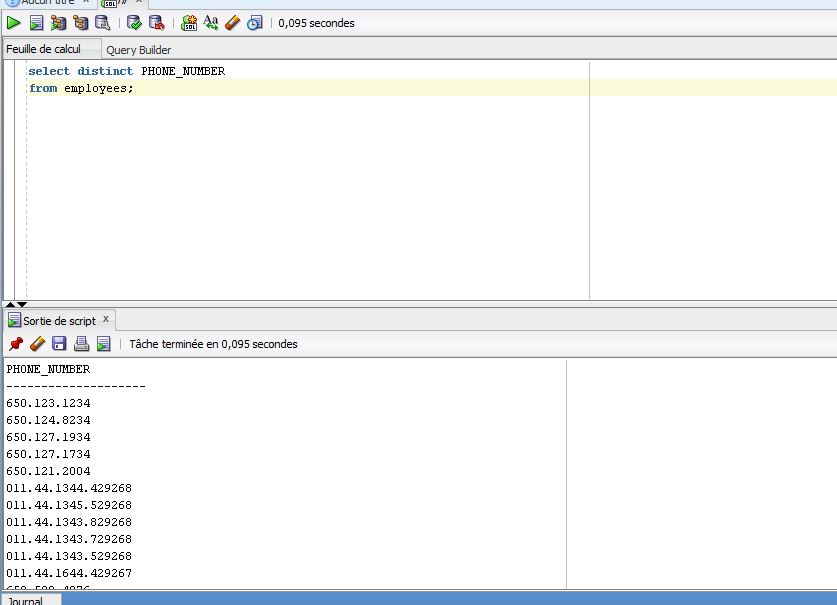 Aucun titre
0,095 secondes
Feuille de calcul Query Builder
select distinct PHONE_NUMBER
from employees;
Sortie de script x
Tâche terminée en 0,095 secondes
PHONE_NUMBER
--------------------
650.123.1234
650.124.8234
650.127.1934
650.127.1734
650.121.2004
011.44.1344.429268
011.44.1345.529268
011.44.1343.829268
011.44.1343.729268
011.44.1343.529268
011.44.1644.429267
Journal